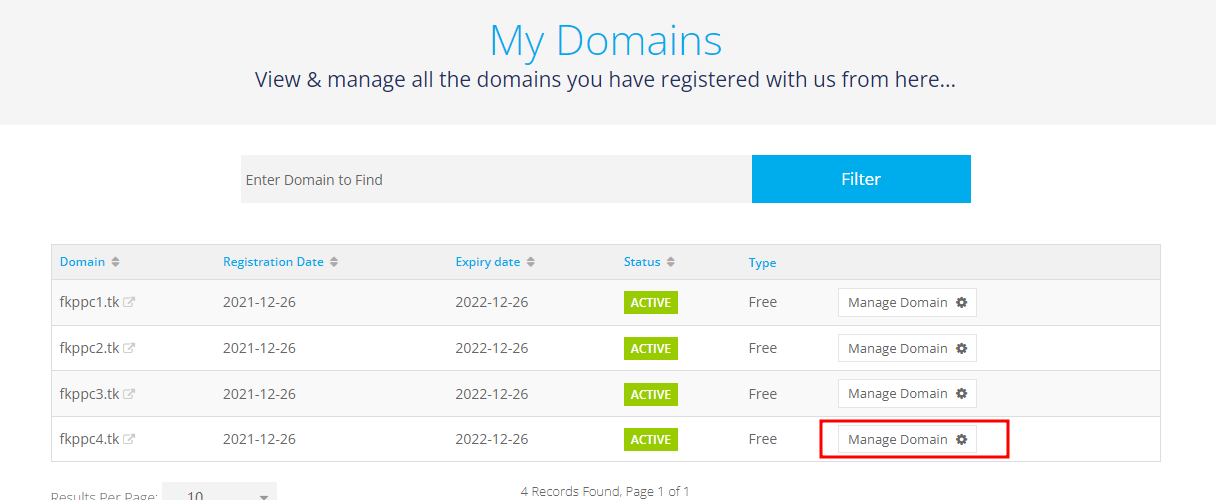 My Domains
View & manage all the domains you have registered with us from here...
Enter Domain to Find Filter
Domain Registration Date Expiry date Status Type
fkppc1.tk 2021-12-26 2022-12-26 ACTIVE Free Manage Domain
fkppc2.tk 2021-12-26 2022-12-26 ACTIVE Free Manage Domain
fkppc3.tk 2021-12-26 2022-12-26 ACTIVE Free Manage Domain
fkppc4.tk 2021-12-26 2022-12-26 ACTIVE Free Manage Domain
Results Per Page: 10 4 Records Found, Page 1 of 1